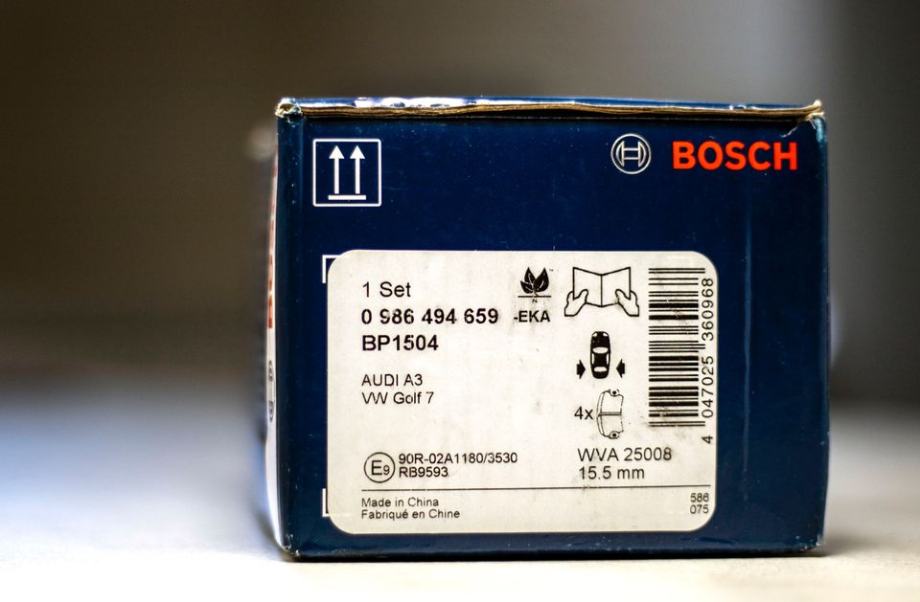 BOSCH
1 Set
0 986 494 659 -EKA
BP1504
AUDI A3
VW Golf 7
4x
E9 90R-02A1180/3530
RB9593
WVA 25008
15.5 mm
Made in China
Fabriqué en Chine
586
075
4 047025 360968